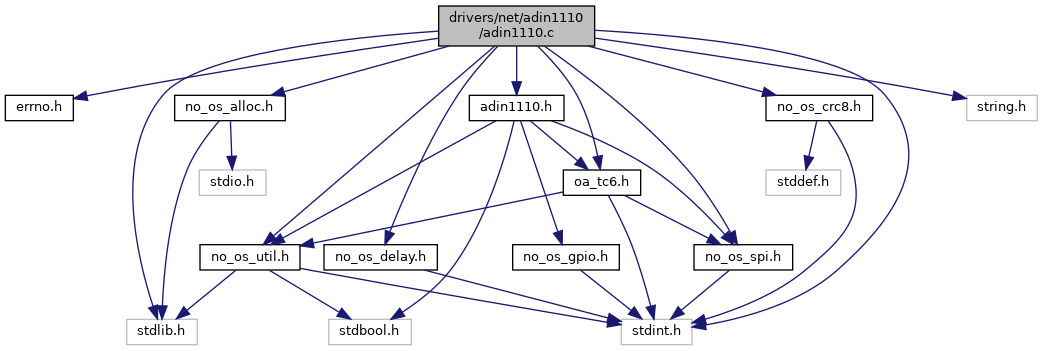 drivers/net/adin1110
/adin1110.c
errno.h
no_os_alloc.h
adin1110.h
no_os_crc8.h
string.h
stdio.h
oa_tc6.h
stddef.h
no_os_util.h
no_os_delay.h
no_os_gpio.h
no_os_spi.h
stdlib.h
stdbool.h
stdint.h